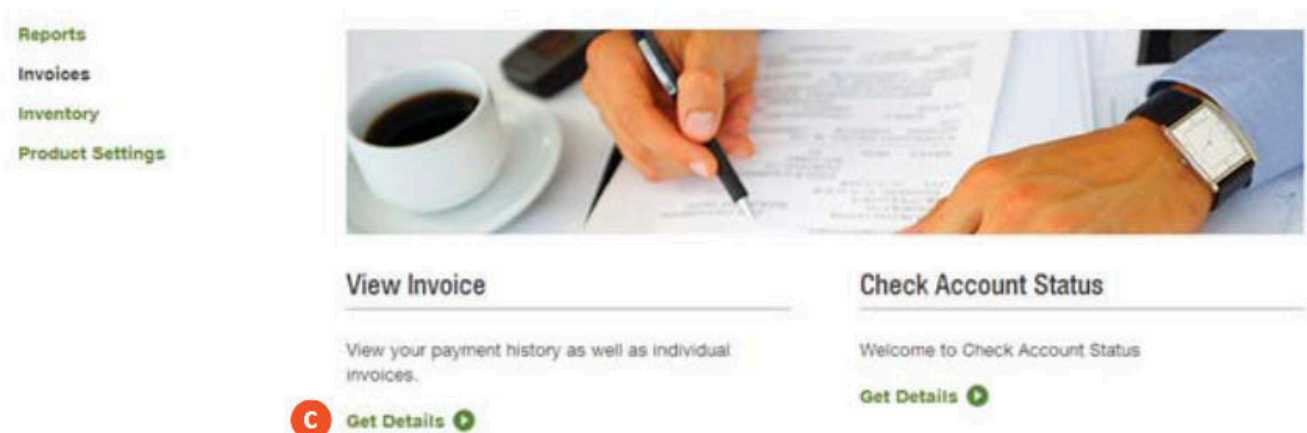 Reports
Invoices
Inventory
Product Settings
View Invoice
View your payment history as well as individual
invoices.
C
Get Details
Check Account Status
Welcome to Check Account Status
Get Details